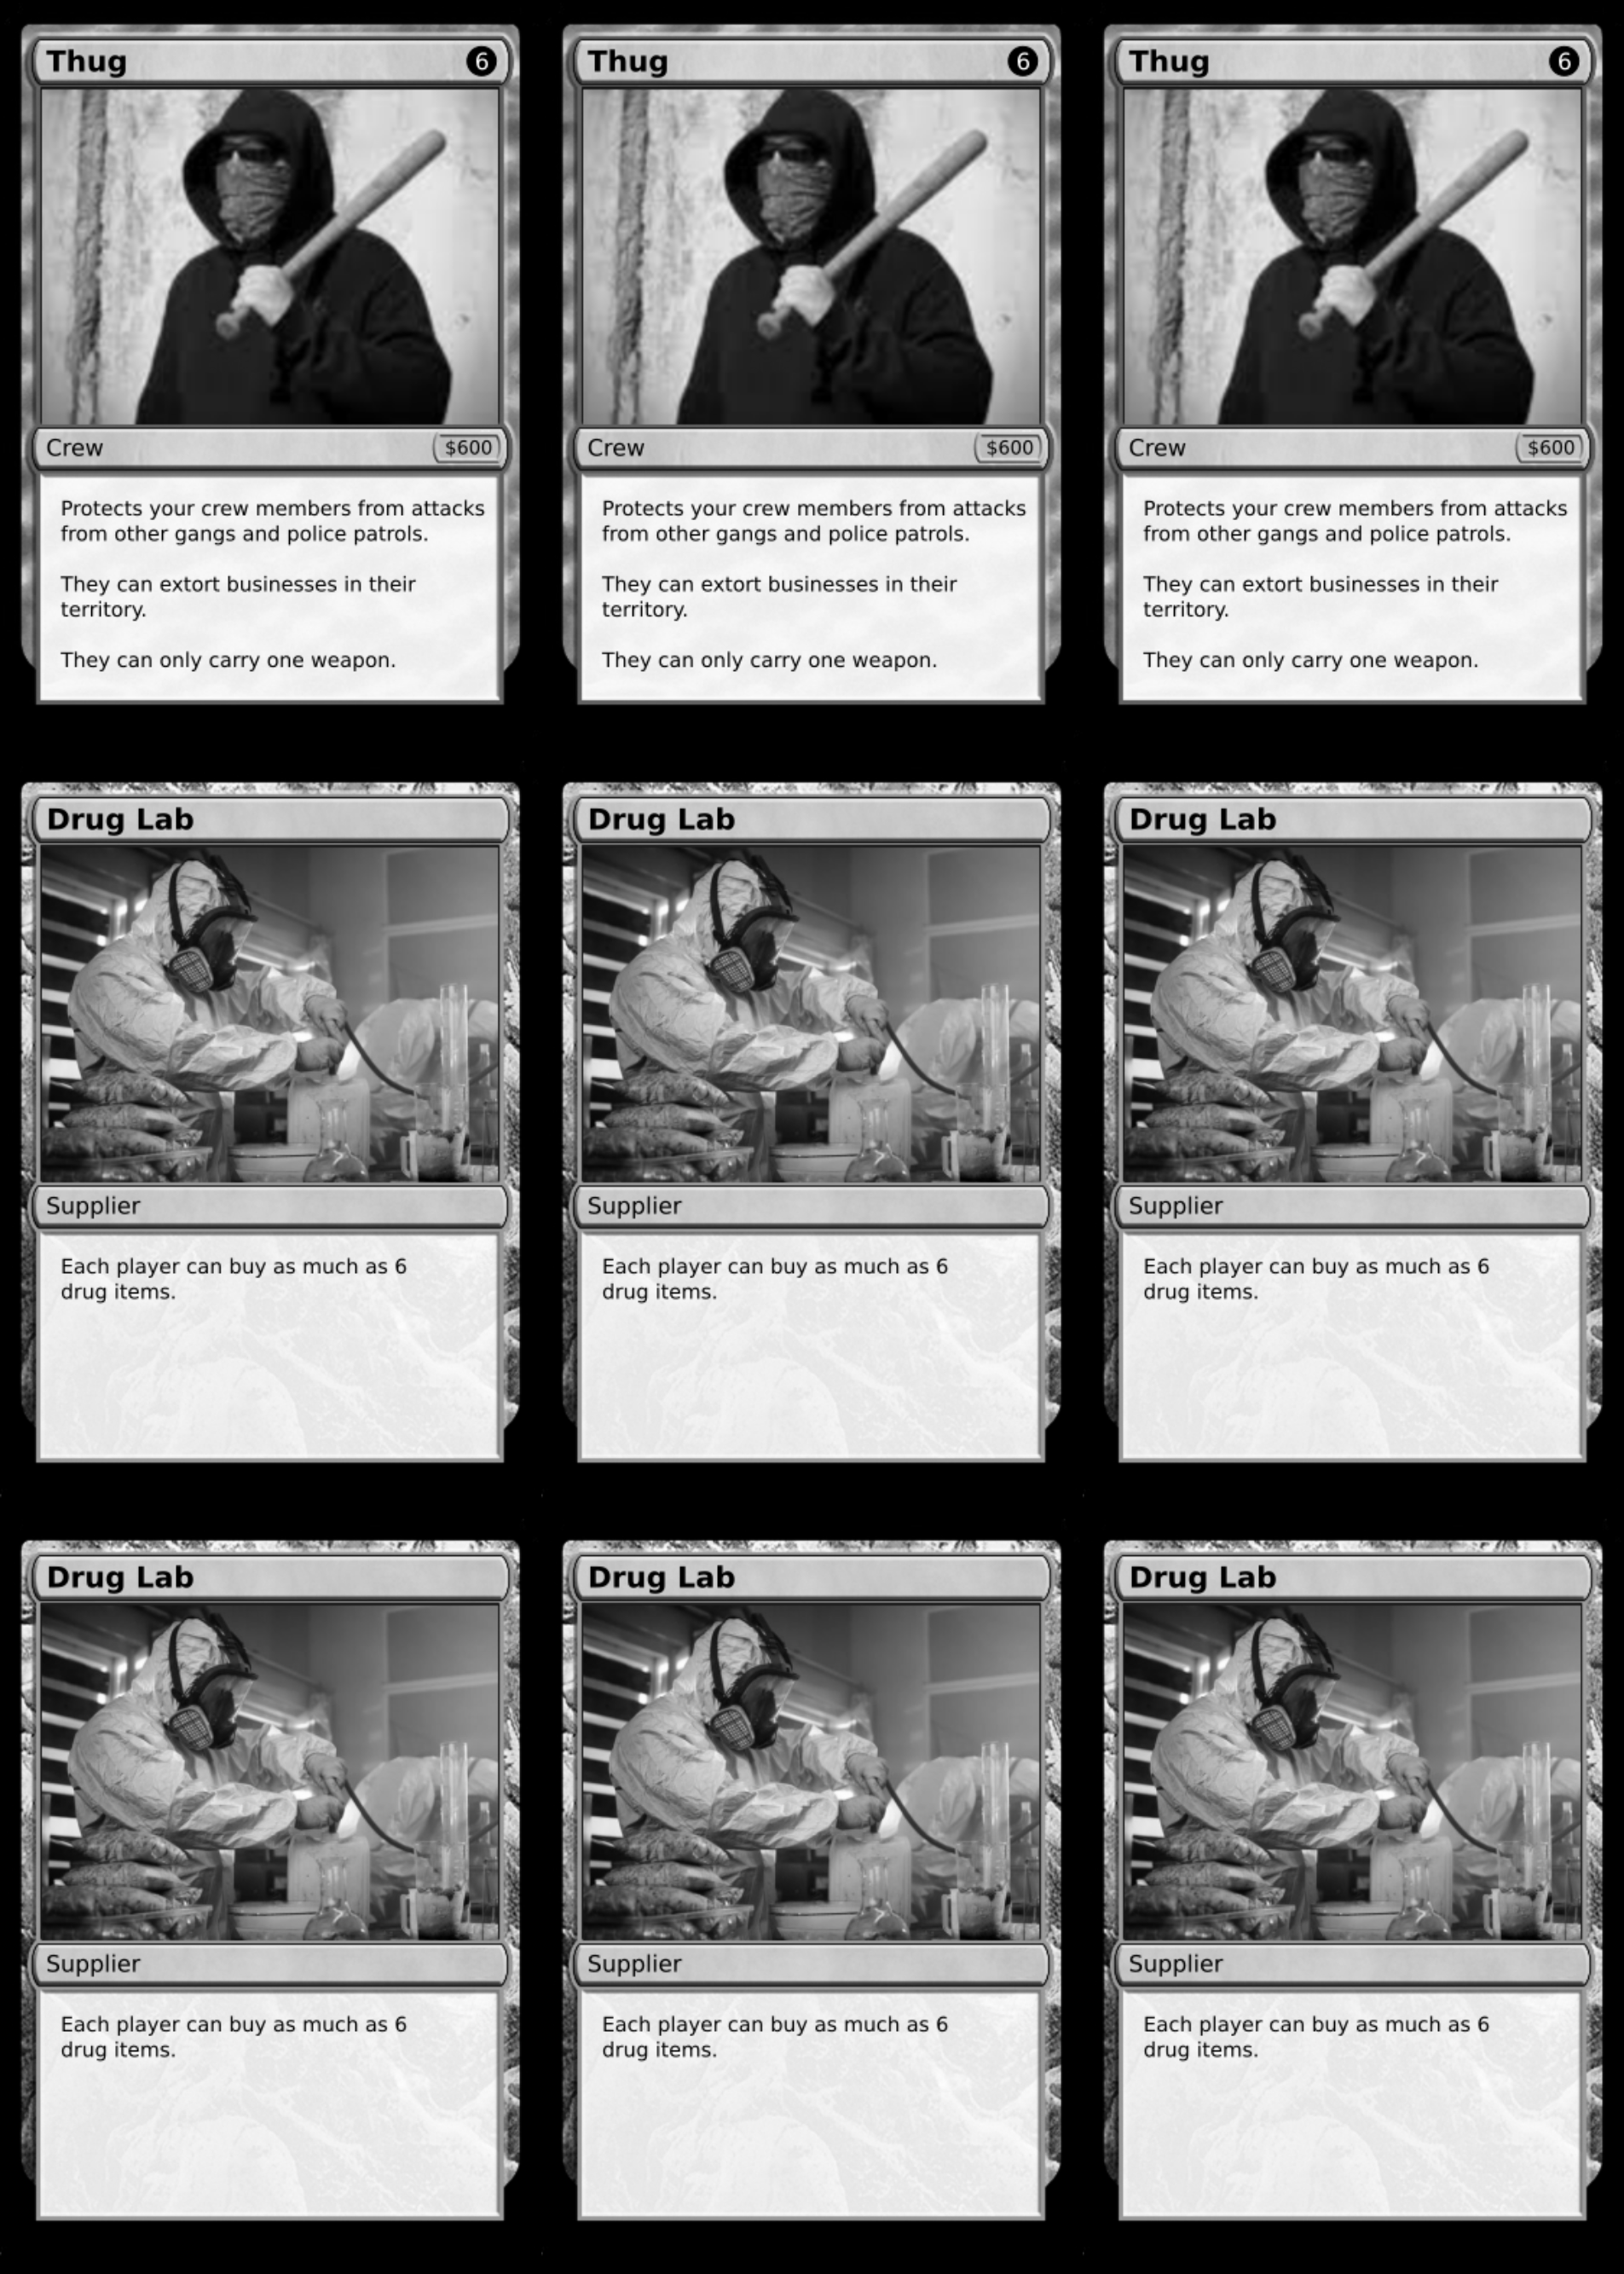 Thug 6
Crew $600
Protects your crew members from attacks
from other gangs and police patrols.
They can extort businesses in their
territory.
They can only carry one weapon.
Thug 6
Crew $600
Protects your crew members from attacks
from other gangs and police patrols.
They can extort businesses in their
territory.
They can only carry one weapon.
Thug 6
Crew $600
Protects your crew members from attacks
from other gangs and police patrols.
They can extort businesses in their
territory.
They can only carry one weapon.
Drug Lab
Supplier
Each player can buy as much as 6
drug items.
Drug Lab
Supplier
Each player can buy as much as 6
drug items.
Drug Lab
Supplier
Each player can buy as much as 6
drug items.
Drug Lab
Supplier
Each player can buy as much as 6
drug items.
Drug Lab
Supplier
Each player can buy as much as 6
drug items.
Drug Lab
Supplier
Each player can buy as much as 6
drug items.